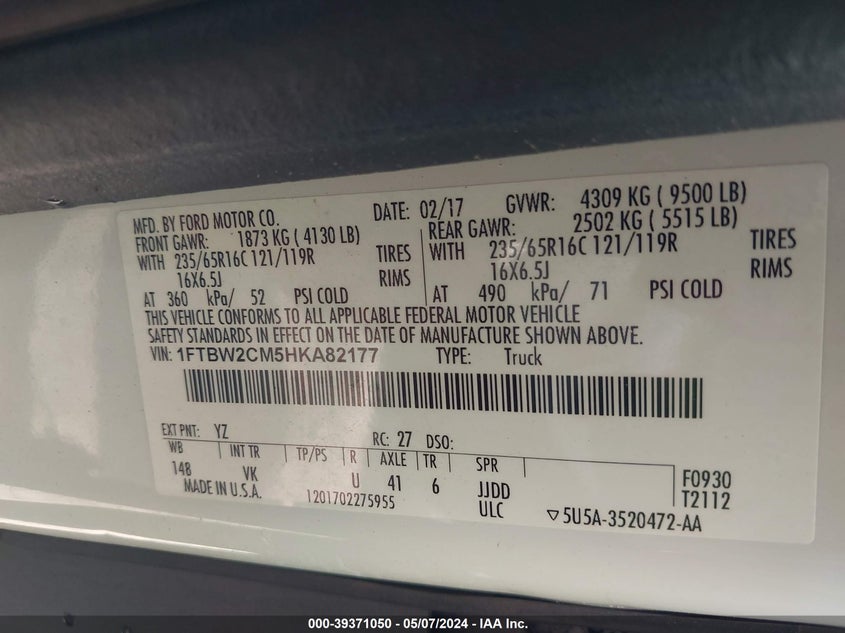 MFD. BY FORD MOTOR CO. DATE: 02/17 GVWR: 4309 KG ( 9500 LB)
FRONT GAWR: 1873 KG ( 4130 LB) REAR GAWR: 2502 KG ( 5515 LB)
WITH 235/65R16C 121/119R TIRES WITH 235/65R16C 121/119R TIRES
16X6.5J RIMS 16X6.5J RIMS
AT 360 kPa/ 52 PSI COLD AT 490 kPa/ 71 PSI COLD
THIS VEHICLE CONFORMS TO ALL APPLICABLE FEDERAL MOTOR VEHICLE
SAFETY STANDARDS IN EFFECT ON THE DATE OF MANUFACTURE SHOWN ABOVE.
VIN: 1FTBW2CM5HKA82177 TYPE: Truck
EXT PNT: YZ RC: 27 DSO:
WB INT TR TP/PS R AXLE TR SPR
148 VK U 41 6 JJDD F0930
MADE IN U.S.A. 1201702275955 ULC T2112
▽5U5A-3520472-AA
000-39371050 - 05/07/2024 - IAA Inc.